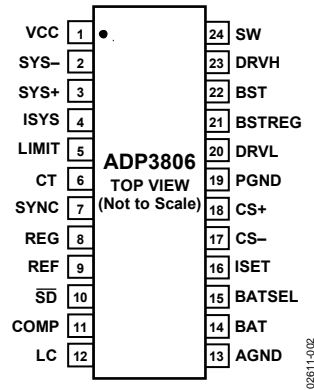 VCC 1 24 SW
SYS– 2 23 DRVH
SYS+ 3 22 BST
ISYS 4 21 BSTREG
LIMIT 5 20 DRVL
ADP3806
CT 6 19 PGND
TOP VIEW
(Not to Scale)
SYNC 7 18 CS+
REG 8 17 CS–
REF 9 16 ISET
SD 10 15 BATSEL
COMP 11 14 BAT
LC 12 13 AGND
02611-002